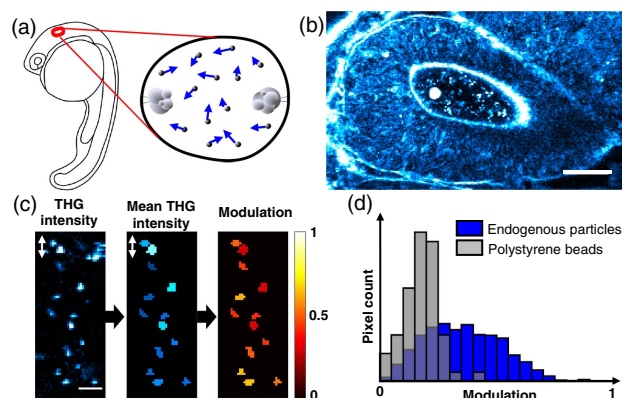 (a)
(b)
(c)
THG intensity
Mean THG intensity
Modulation
1
0.5
0
(d)
Endogenous particles
Polystyrene beads
Pixel count
0
Modulation
1